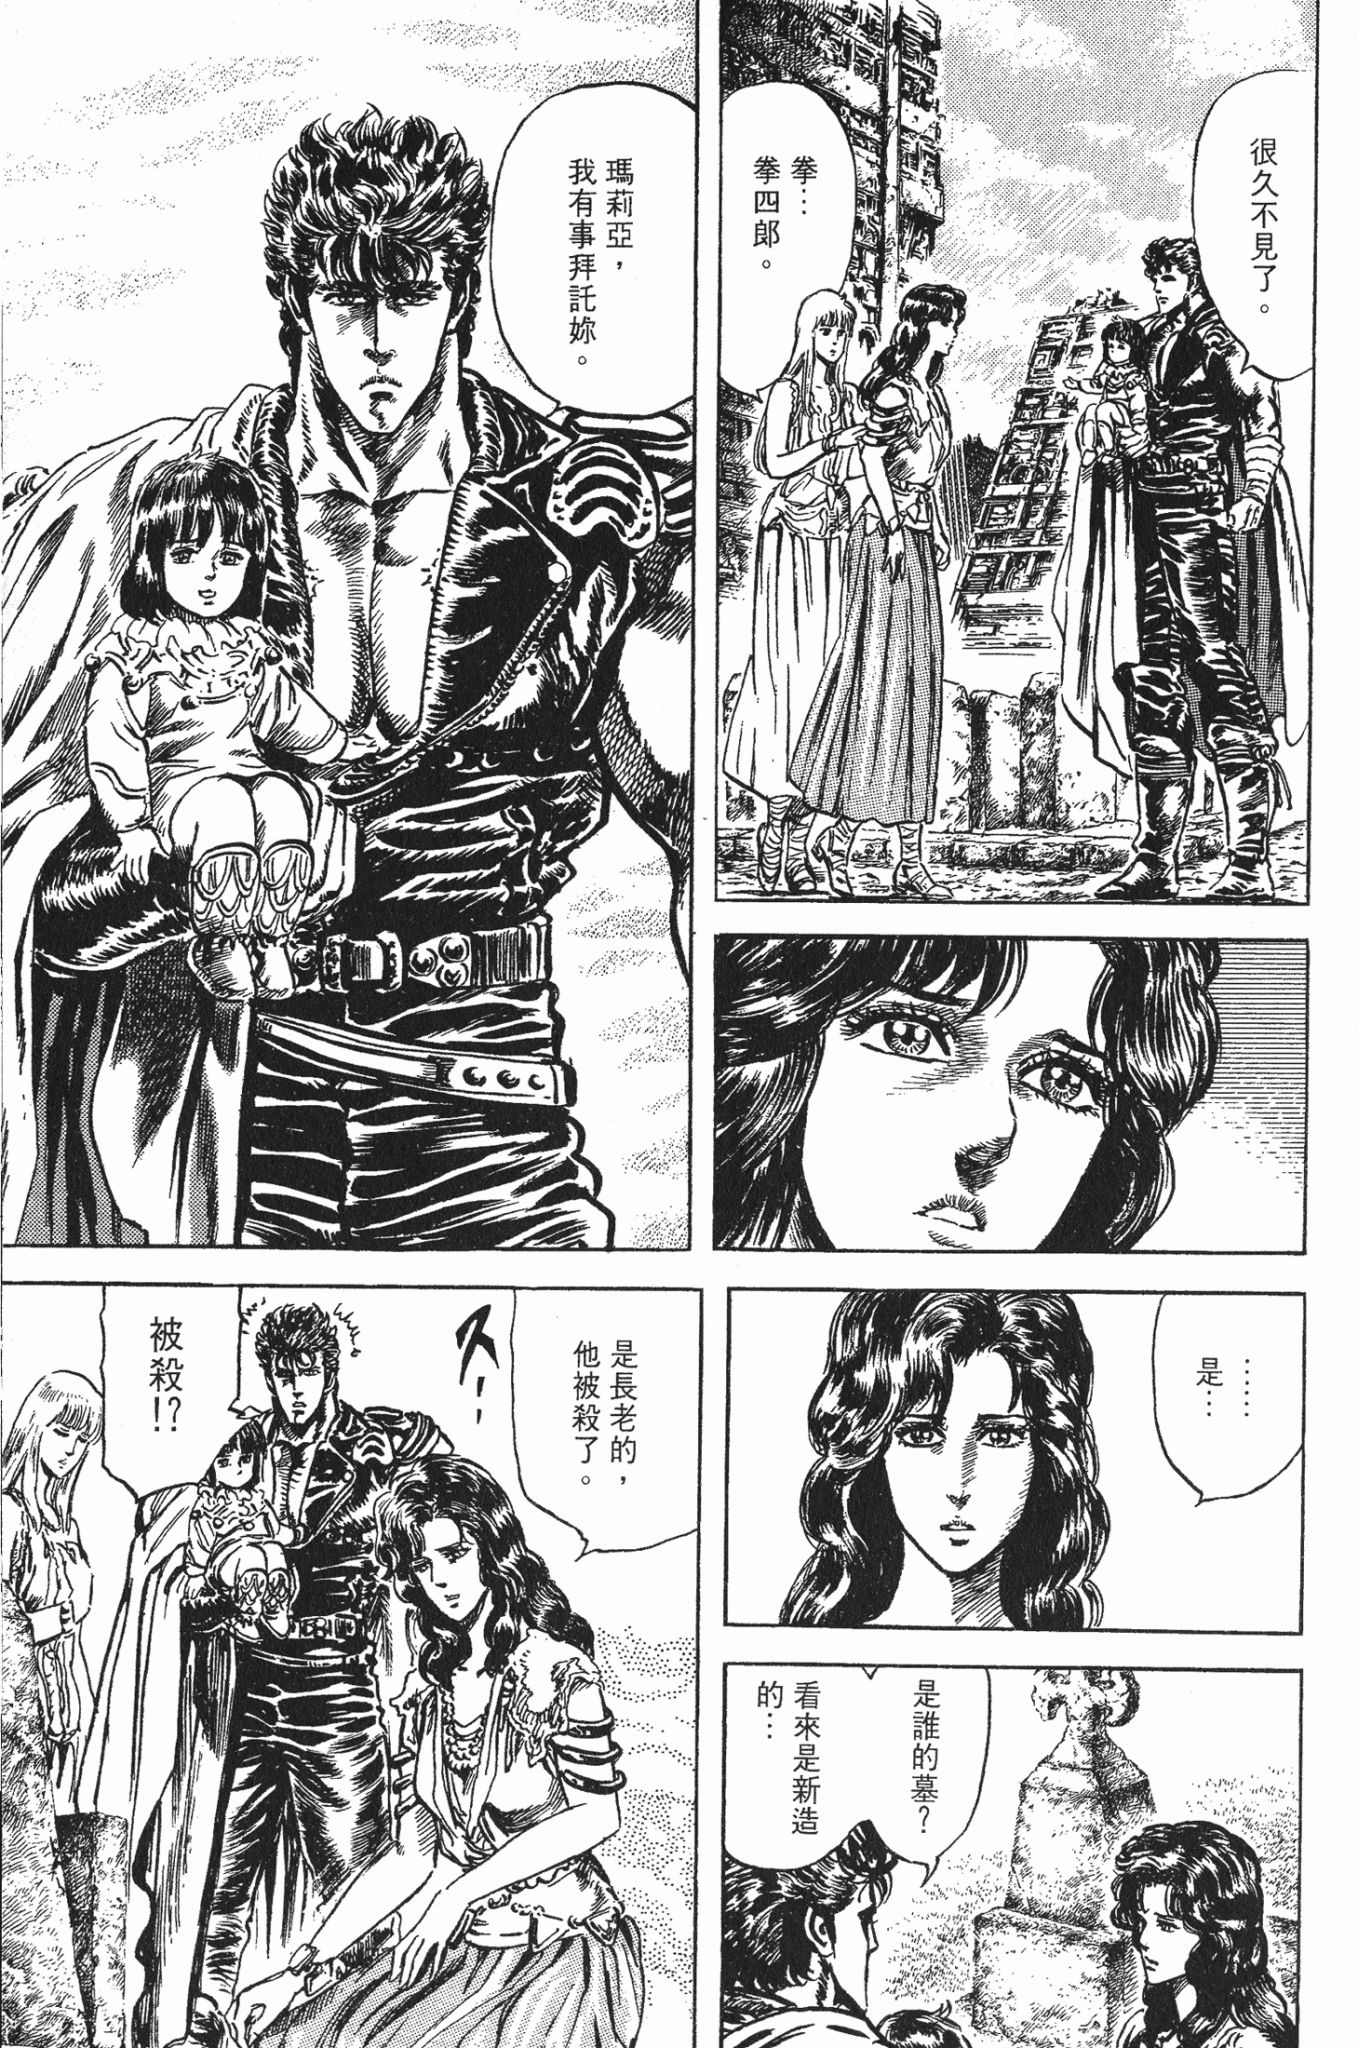 很久不見了。
拳…
拳四郎。
瑪莉亞，
我有事拜託妳。
……
是…
是誰的墓?
看來是新造
的…
是長老的，
他被殺了。
ス…
被殺!?